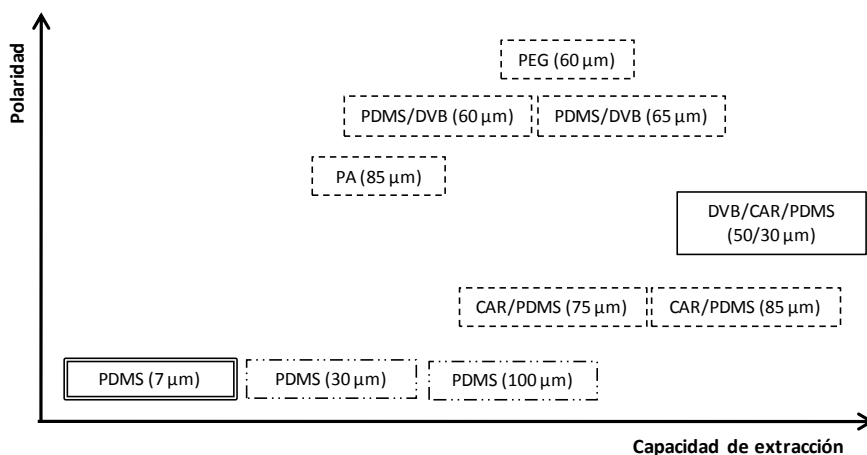 Polaridad
PEG (60 µm)
PDMS/DVB (60 µm)
PDMS/DVB (65 µm)
PA (85 µm)
DVB/CAR/PDMS
(50/30 µm)
CAR/PDMS (75 µm)
CAR/PDMS (85 µm)
PDMS (7 µm)
PDMS (30 µm)
PDMS (100 µm)
Capacidad de extracción